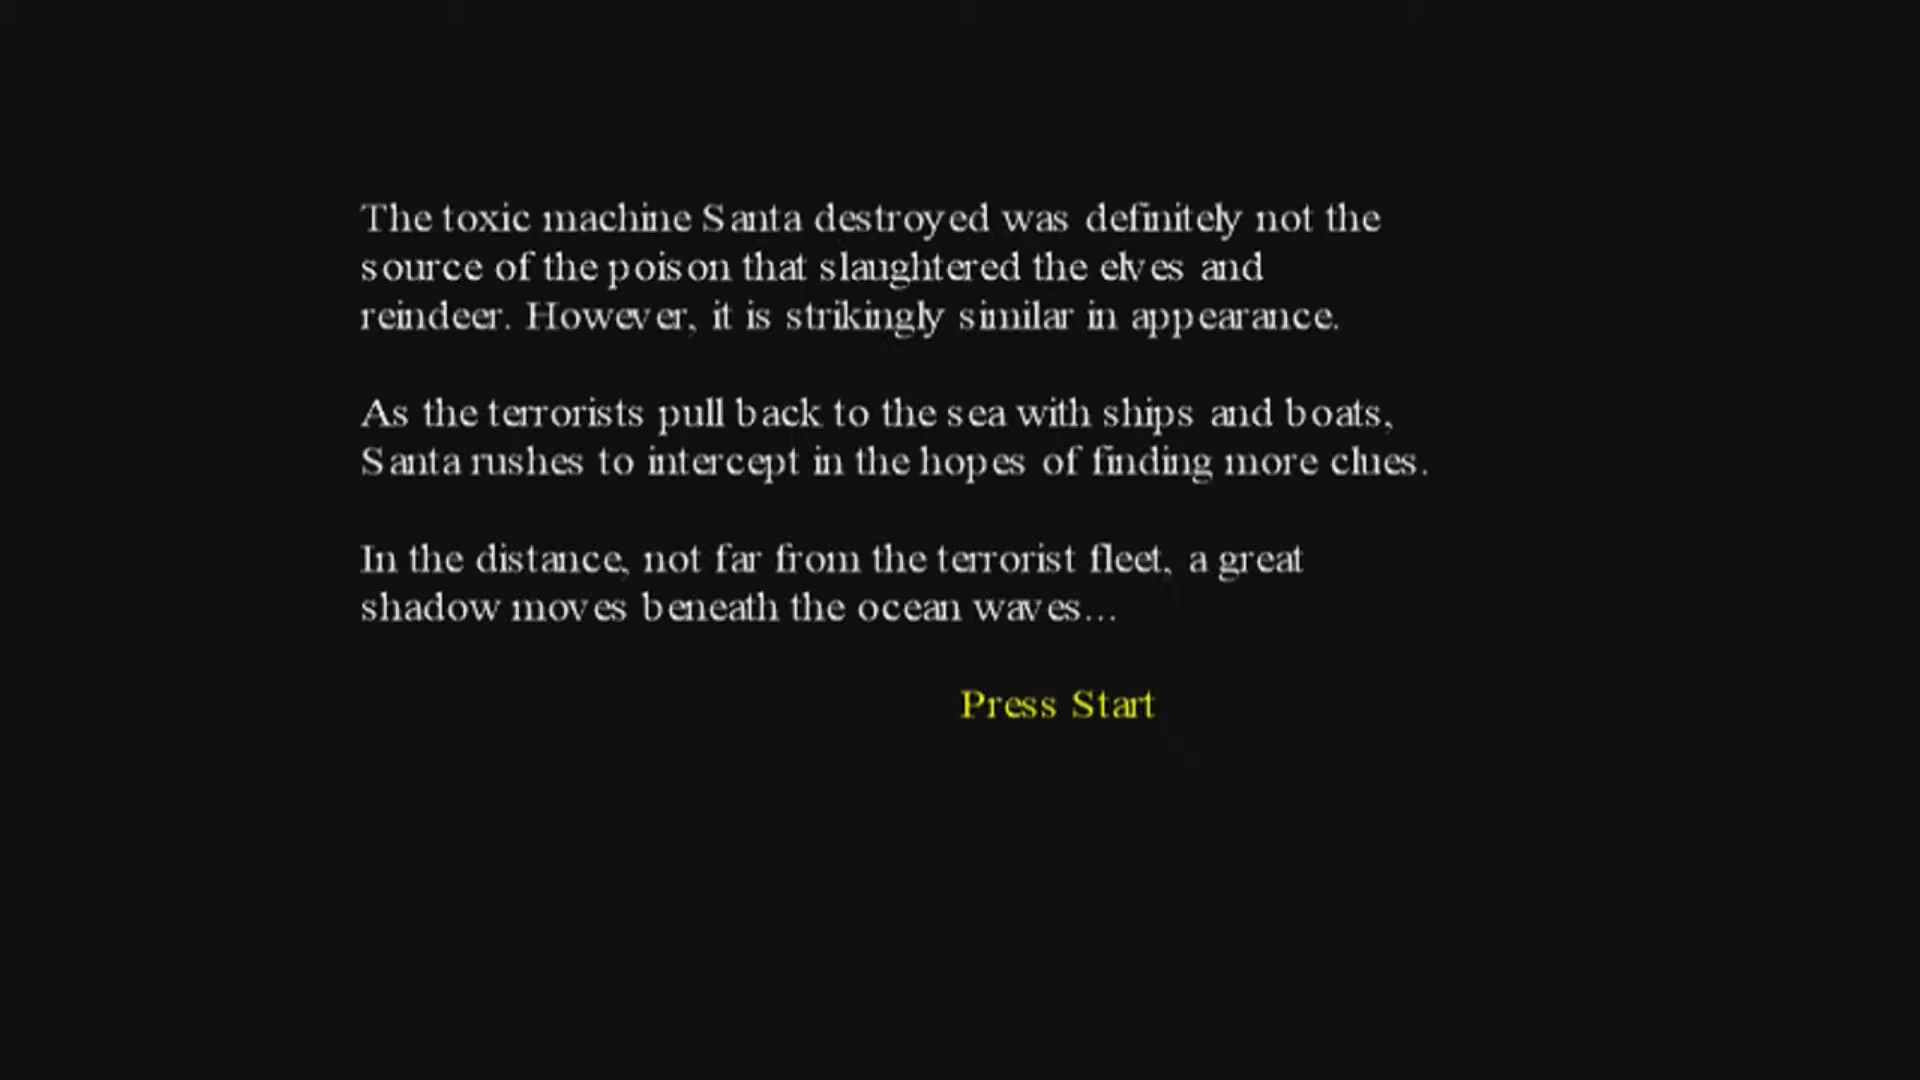 The toxic machine Santa destroyed was definitely not the
source of the poison that slaughtered the elves and
reindeer. However, it is strikingly similar in appearance.
As the terrorists pull back to the sea with ships and boats,
Santa rushes to intercept in the hopes of finding more clues.
In the distance, not far from the terrorist fleet, a great
shadow moves beneath the ocean waves...
Press Start